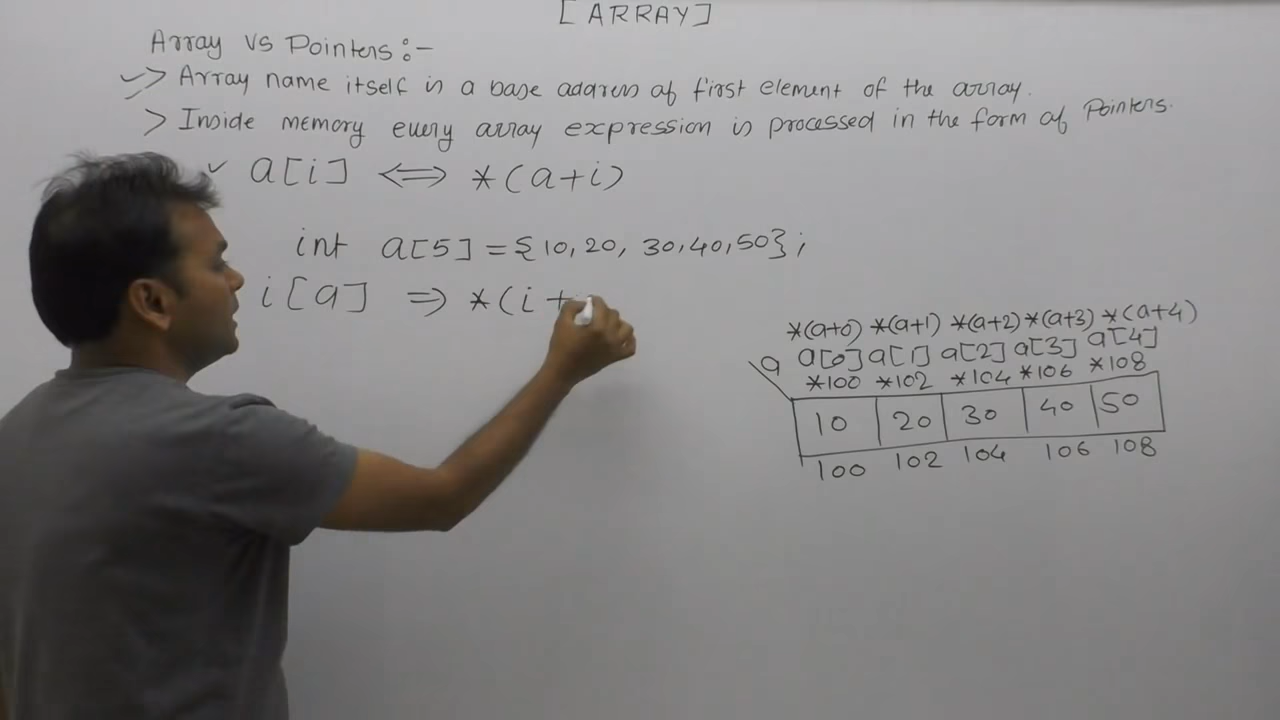 [ARRAY]
Array VS Pointers:-
> Array name itself is a base address of first element of the array.
> Inside memory every array expression is processed in the form of Pointers.
a[i] <=> *(a+i)
int a[5] = {10, 20, 30, 40, 50};
i[a] => *(i+
*(a+0) *(a+1) *(a+2) *(a+3) *(a+4)
a a[0] a[1] a[2] a[3] a[4]
*100 *102 *104 *106 *108
10 20 30 40 50
100 102 104 106 108